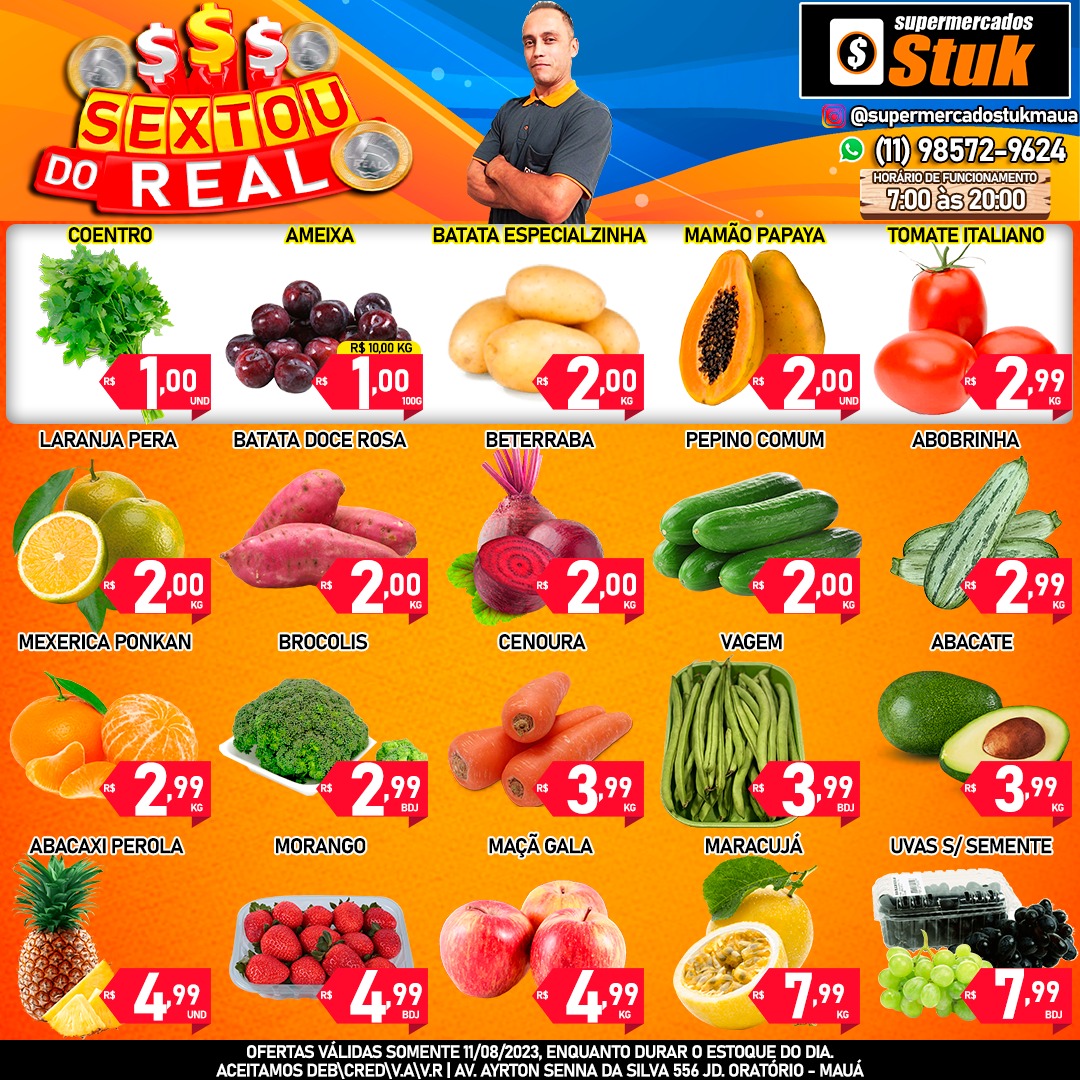 $ $ $
SEXTOU
DO REAL
supermercados
$ Stuk
@supermercadostukmaua
(11) 98572-9624
HORÁRIO DE FUNCIONAMENTO
7:00 às 20:00
COENTRO AMEIXA BATATA ESPECIALZINHA MAMÃO PAPAYA TOMATE ITALIANO
R$ 10,00 KG
R$ 1,00 UND R$ 1,00 100G R$ 2,00 KG R$ 2,00 UND R$ 2,99 KG
LARANJA PERA BATATA DOCE ROSA BETERRABA PEPINO COMUM ABOBRINHA
R$ 2,00 KG R$ 2,00 KG R$ 2,00 KG R$ 2,00 KG R$ 2,99 KG
MEXERICA PONKAN BROCOLIS CENOURA VAGEM ABACATE
R$ 2,99 KG R$ 2,99 BDJ R$ 3,99 KG R$ 3,99 BDJ R$ 3,99 KG
ABACAXI PEROLA MORANGO MAÇÃ GALA MARACUJÁ UVAS S/ SEMENTE
R$ 4,99 UND R$ 4,99 BDJ R$ 4,99 KG R$ 7,99 KG R$ 7,99 BDJ
OFERTAS VÁLIDAS SOMENTE 11/08/2023, ENQUANTO DURAR O ESTOQUE DO DIA.
ACEITAMOS DEB\CRED\V.A\V.R | AV. AYRTON SENNA DA SILVA 556 JD. ORATÓRIO - MAUÁ